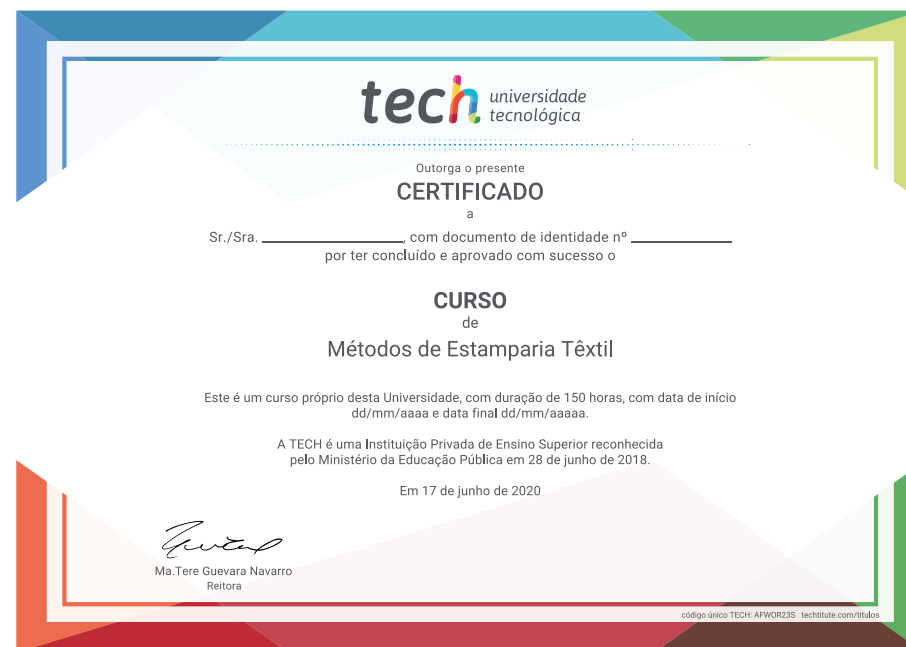 tech universidade
tecnológica
Outorga o presente
CERTIFICADO
a
Sr./Sra. ____________, com documento de identidade nº ____________
por ter concluído e aprovado com sucesso o
CURSO
de
Métodos de Estamparia Têxtil
Este é um curso próprio desta Universidade, com duração de 150 horas, com data de início
dd/mm/aaaa e data final dd/mm/aaaaa.
A TECH é uma Instituição Privada de Ensino Superior reconhecida
pelo Ministério da Educação Pública em 28 de junho de 2018.
Em 17 de junho de 2020
Ma.Tere Guevara Navarro
Reitora
código único TECH: AFWOR23S techtitute.com/titulos